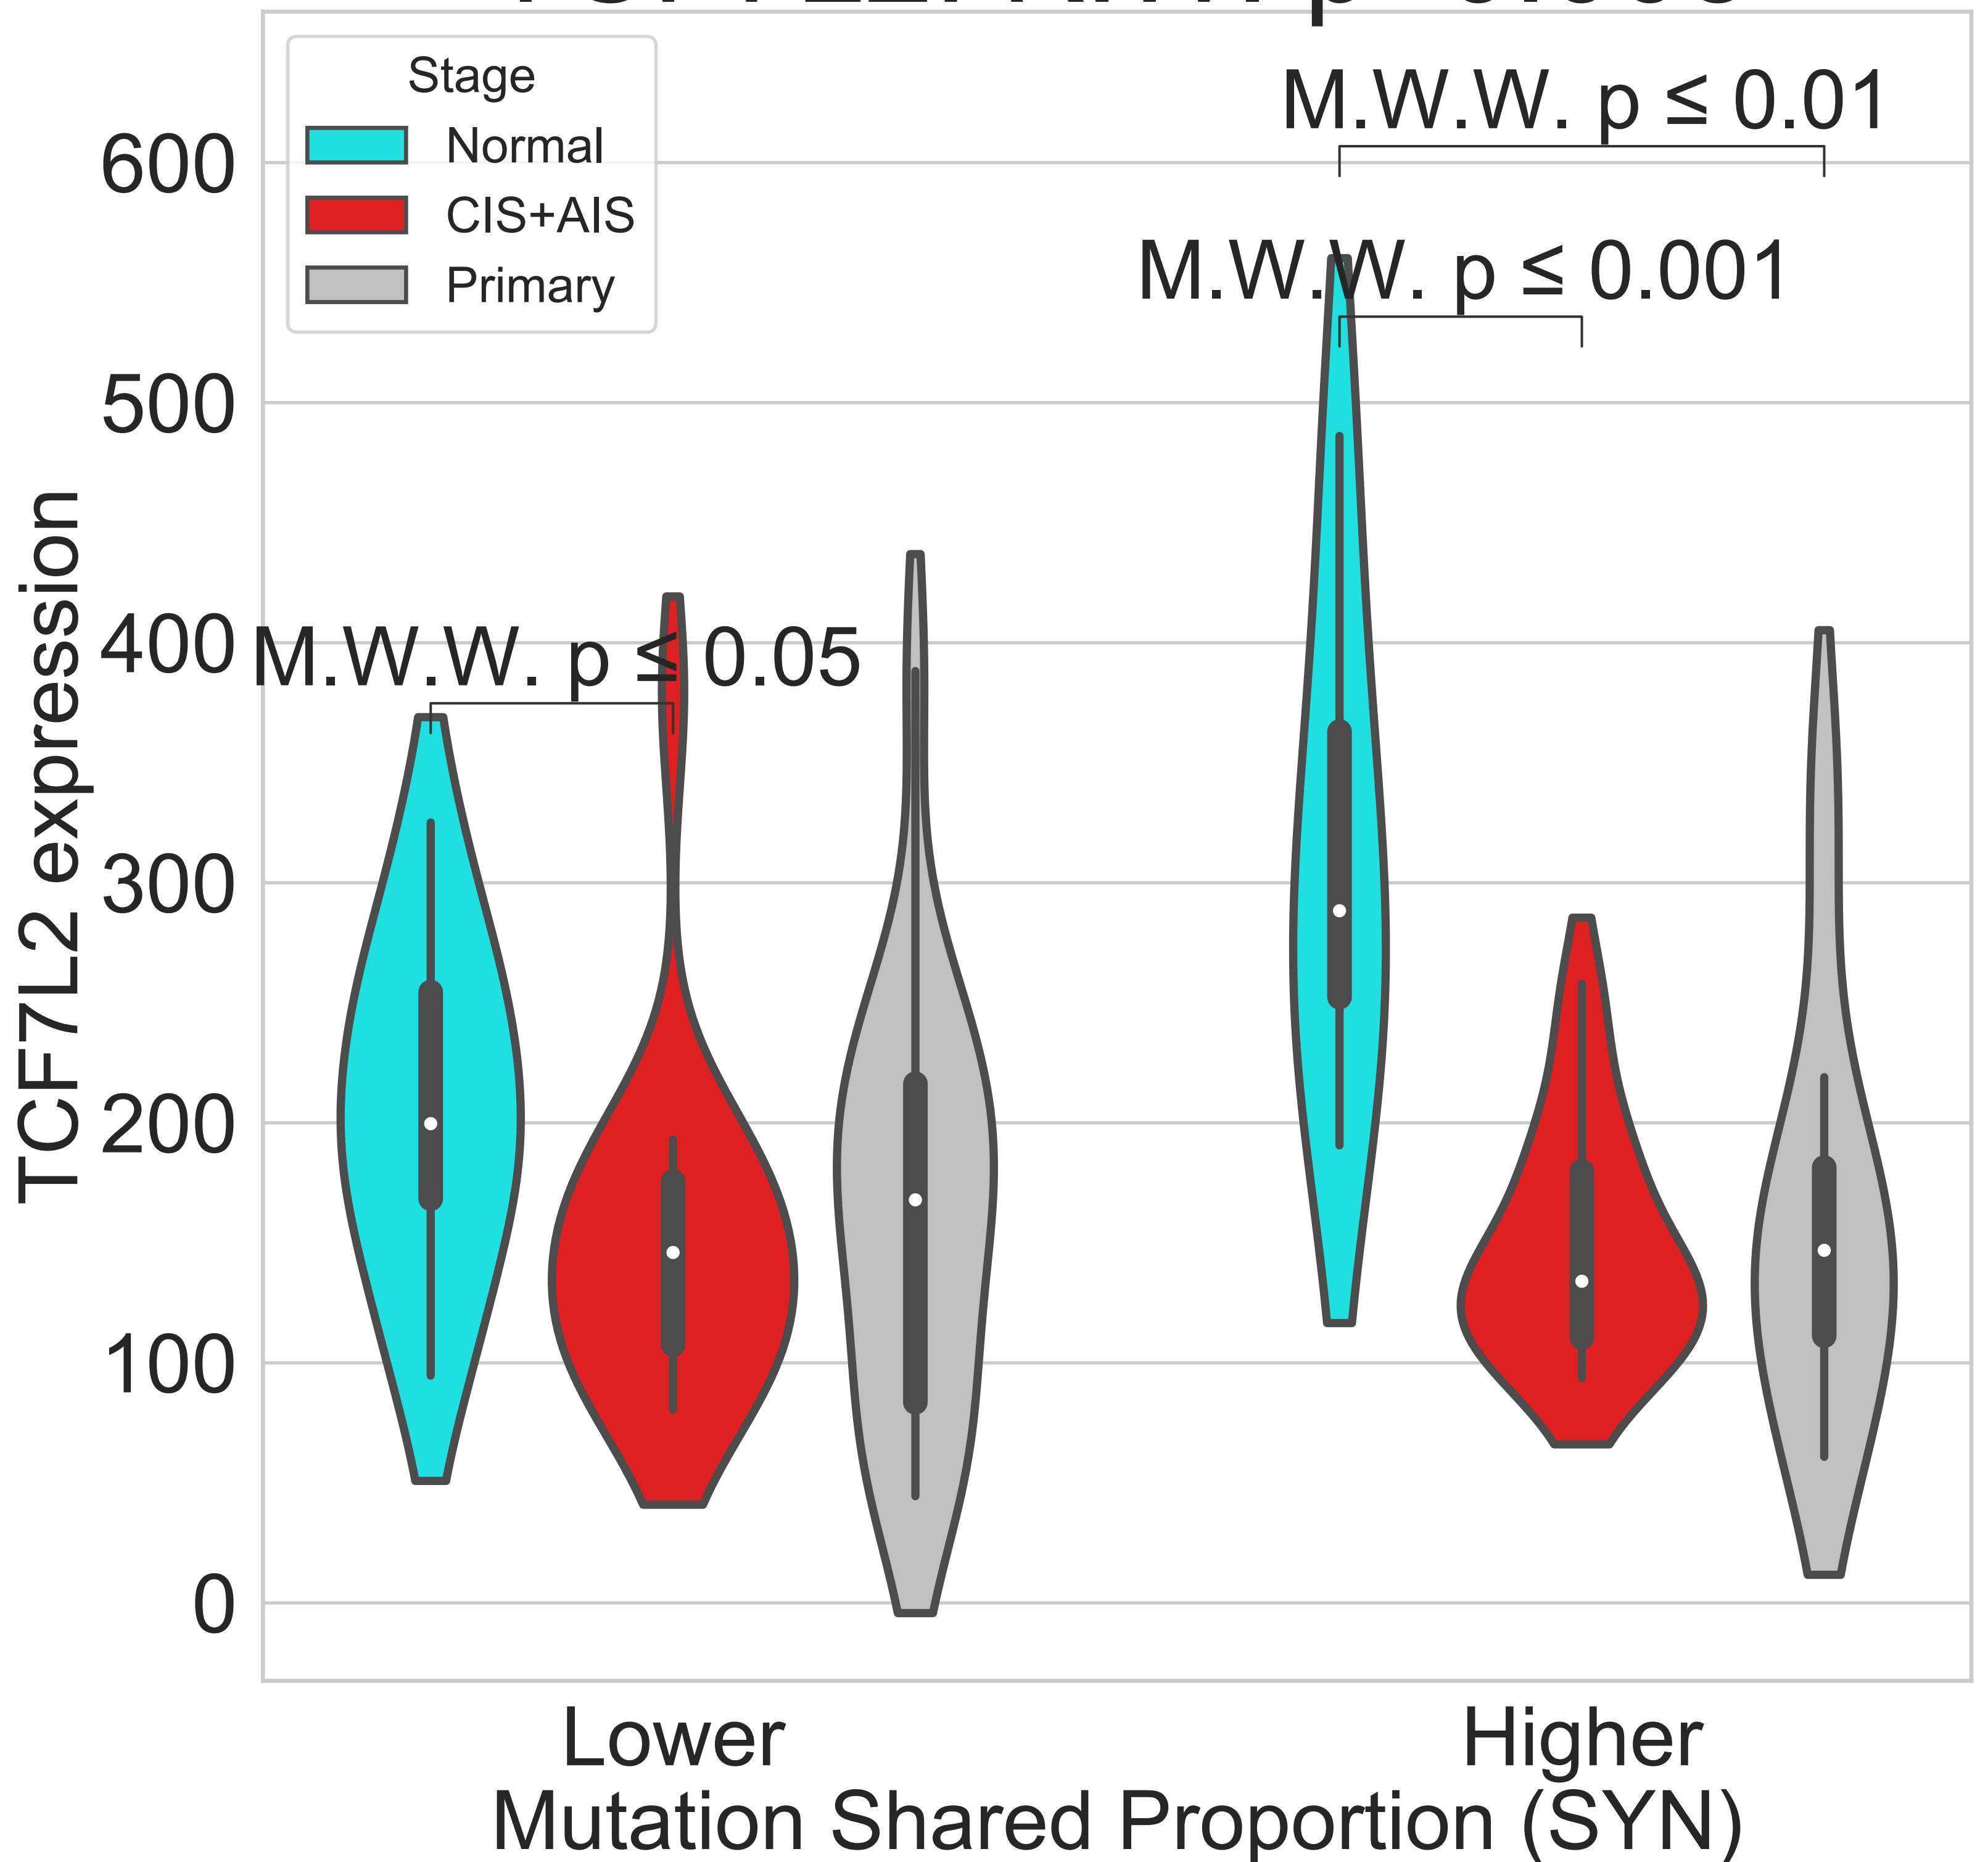 Stage
Normal
CIS+AIS
Primary
M.W.W. p ≤ 0.01
M.W.W. p ≤ 0.001
M.W.W. p ≤ 0.05
600
500
400
300
200
100
0
TCF7L2 expression
Lower
Higher
Mutation Shared Proportion (SYN)